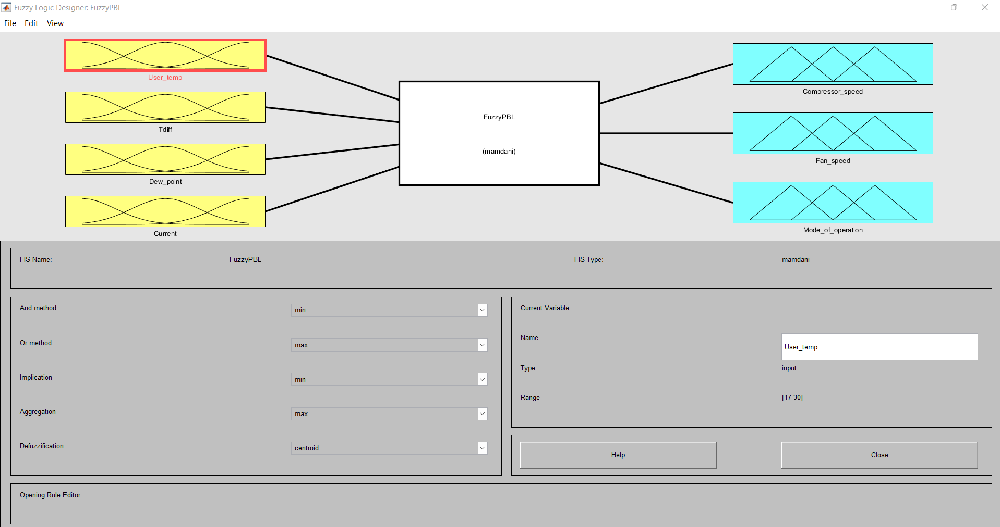 Fuzzy Logic Designer: FuzzyPBL
File Edit View
User_temp
Tdiff
Dew_point
Current
FuzzyPBL
(mamdani)
Compressor_speed
Fan_speed
Mode_of_operation
FIS Name: FuzzyPBL FIS Type: mamdani
And method min
Or method max
Implication min
Aggregation max
Defuzzification centroid
Current Variable
Name User_temp
Type input
Range [17 30]
Help Close
Opening Rule Editor